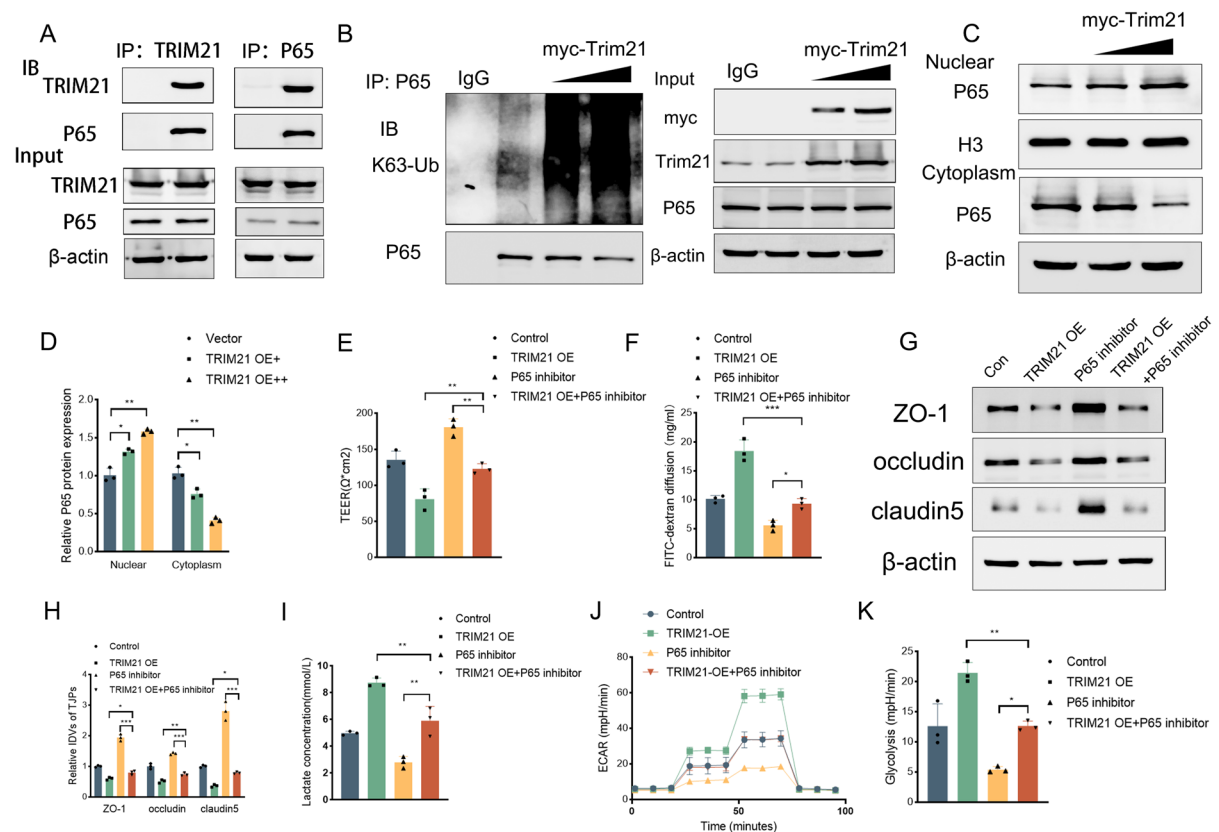 A
IP: TRIM21 IP: P65
IB
TRIM21
P65
Input
TRIM21
P65
β-actin
B
myc-Trim21
IP: P65 IgG
IB
K63-Ub
P65
myc-Trim21
Input IgG
myc
Trim21
P65
β-actin
C
myc-Trim21
Nuclear
P65
H3
Cytoplasm
P65
β-actin
D
Vector
TRIM21 OE+
TRIM21 OE++
Relative P65 protein expression
2.0
1.5
1.0
0.5
0.0
** * * **
Nuclear Cytoplasm
E
Control
TRIM21 OE
P65 inhibitor
TRIM21 OE+P65 inhibitor
TEER(Ω*cm2)
200
150
100
50
0
**
**
F
Control
TRIM21 OE
P65 inhibitor
TRIM21 OE+P65 inhibitor
FITC-dextran diffusion (mg/ml)
25
20
15
10
5
0
***
*
G
Con TRIM21 OE P65 inhibitor TRIM21 OE
+P65 inhibitor
ZO-1
occludin
claudin5
β-actin
H
Control
TRIM21 OE
P65 inhibitor
TRIM21 OE+P65 inhibitor
Relative IDVs of TJPs
4
3
2
1
0
* *** ** *** * ***
ZO-1 occludin claudin5
I
Control
TRIM21 OE
P65 inhibitor
TRIM21 OE+P65 inhibitor
Lactate concentration(mmol/L)
10
8
6
4
2
0
**
**
J
Control
TRIM21-OE
P65 inhibitor
TRIM21-OE+P65 inhibitor
ECAR (mpH/min)
80
60
40
20
0
0 50 100
Time (minutes)
K
Control
TRIM21 OE
P65 inhibitor
TRIM21 OE+P65 inhibitor
Glycolysis (mpH/min)
25
20
15
10
5
0
**
*